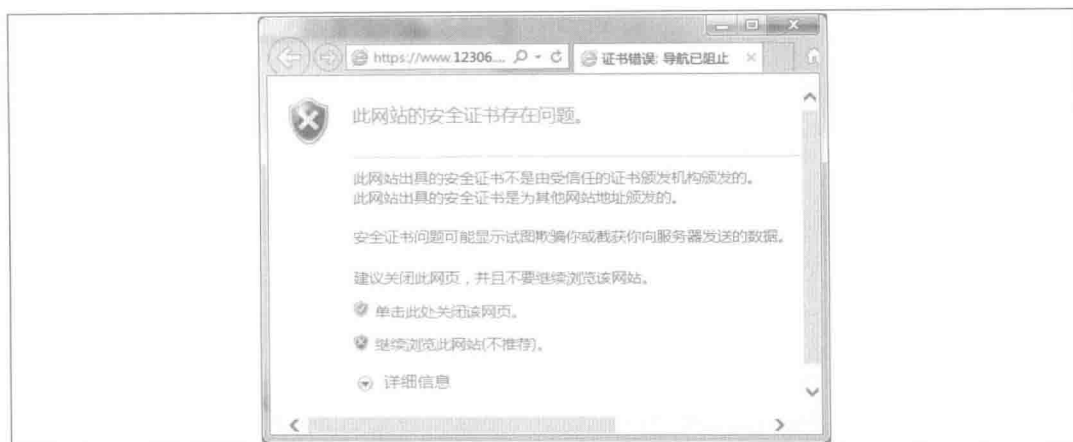 https://www.12306.... 证书错误: 导航已阻止
此网站的安全证书存在问题。
此网站出具的安全证书不是由受信任的证书颁发机构颁发的。
此网站出具的安全证书是为其他网站地址颁发的。
安全证书问题可能显示试图欺骗你或截获你向服务器发送的数据。
建议关闭此网页，并且不要继续浏览该网站。
单击此处关闭该网页。
继续浏览此网站(不推荐)。
详细信息